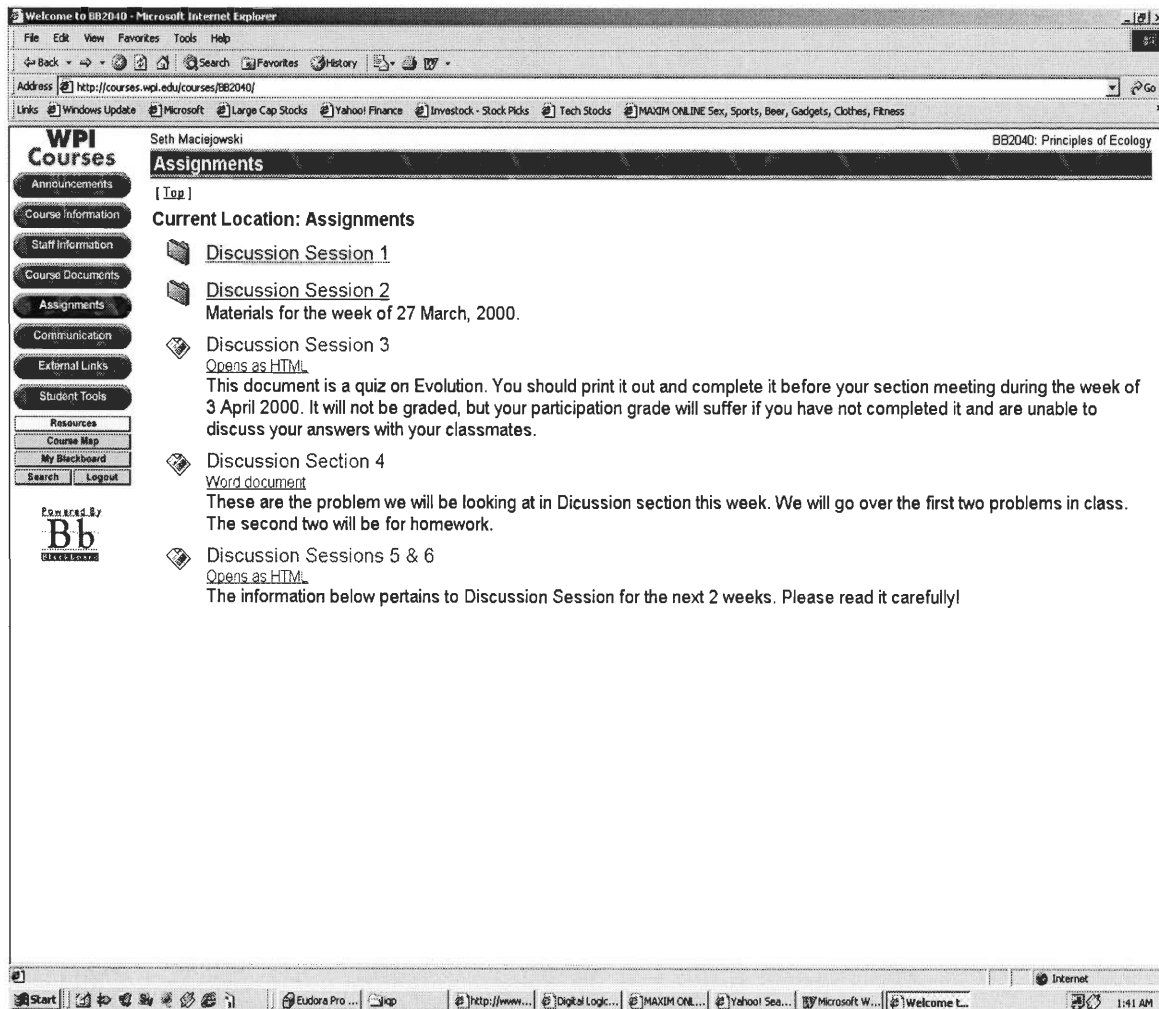 Welcome to BB2040 - Microsoft Internet Explorer
File Edit View Favorites Tools Help
Back Search Favorites History
Address http://courses.wpi.edu/courses/BB2040/ Go
Links Windows Update Microsoft Large Cap Stocks Yahoo! Finance Investock - Stock Picks Tech Stocks MAXIM ONLINE Sex, Sports, Beer, Gadgets, Clothes, Fitness
WPI
Courses
Seth Maciejowski BB2040: Principles of Ecology
Assignments
Announcements
Course Information
Staff Information
Course Documents
Assignments
Communication
External Links
Student Tools
Resources
Course Map
My Blackboard
Search Logout
Powered By
Bb
Blackboard
[ Top ]
Current Location: Assignments
Discussion Session 1
Discussion Session 2
Materials for the week of 27 March, 2000.
Discussion Session 3
Opens as HTML
This document is a quiz on Evolution. You should print it out and complete it before your section meeting during the week of
3 April 2000. It will not be graded, but your participation grade will suffer if you have not completed it and are unable to
discuss your answers with your classmates.
Discussion Section 4
Word document
These are the problem we will be looking at in Dicussion section this week. We will go over the first two problems in class.
The second two will be for homework.
Discussion Sessions 5 & 6
Opens as HTML
The information below pertains to Discussion Session for the next 2 weeks. Please read it carefully!
Internet
Start Eudora Pro ... iqp http://www... Digital Logic... MAXIM ONL... Yahoo! Sea... Microsoft W... Welcome t... 1:41 AM